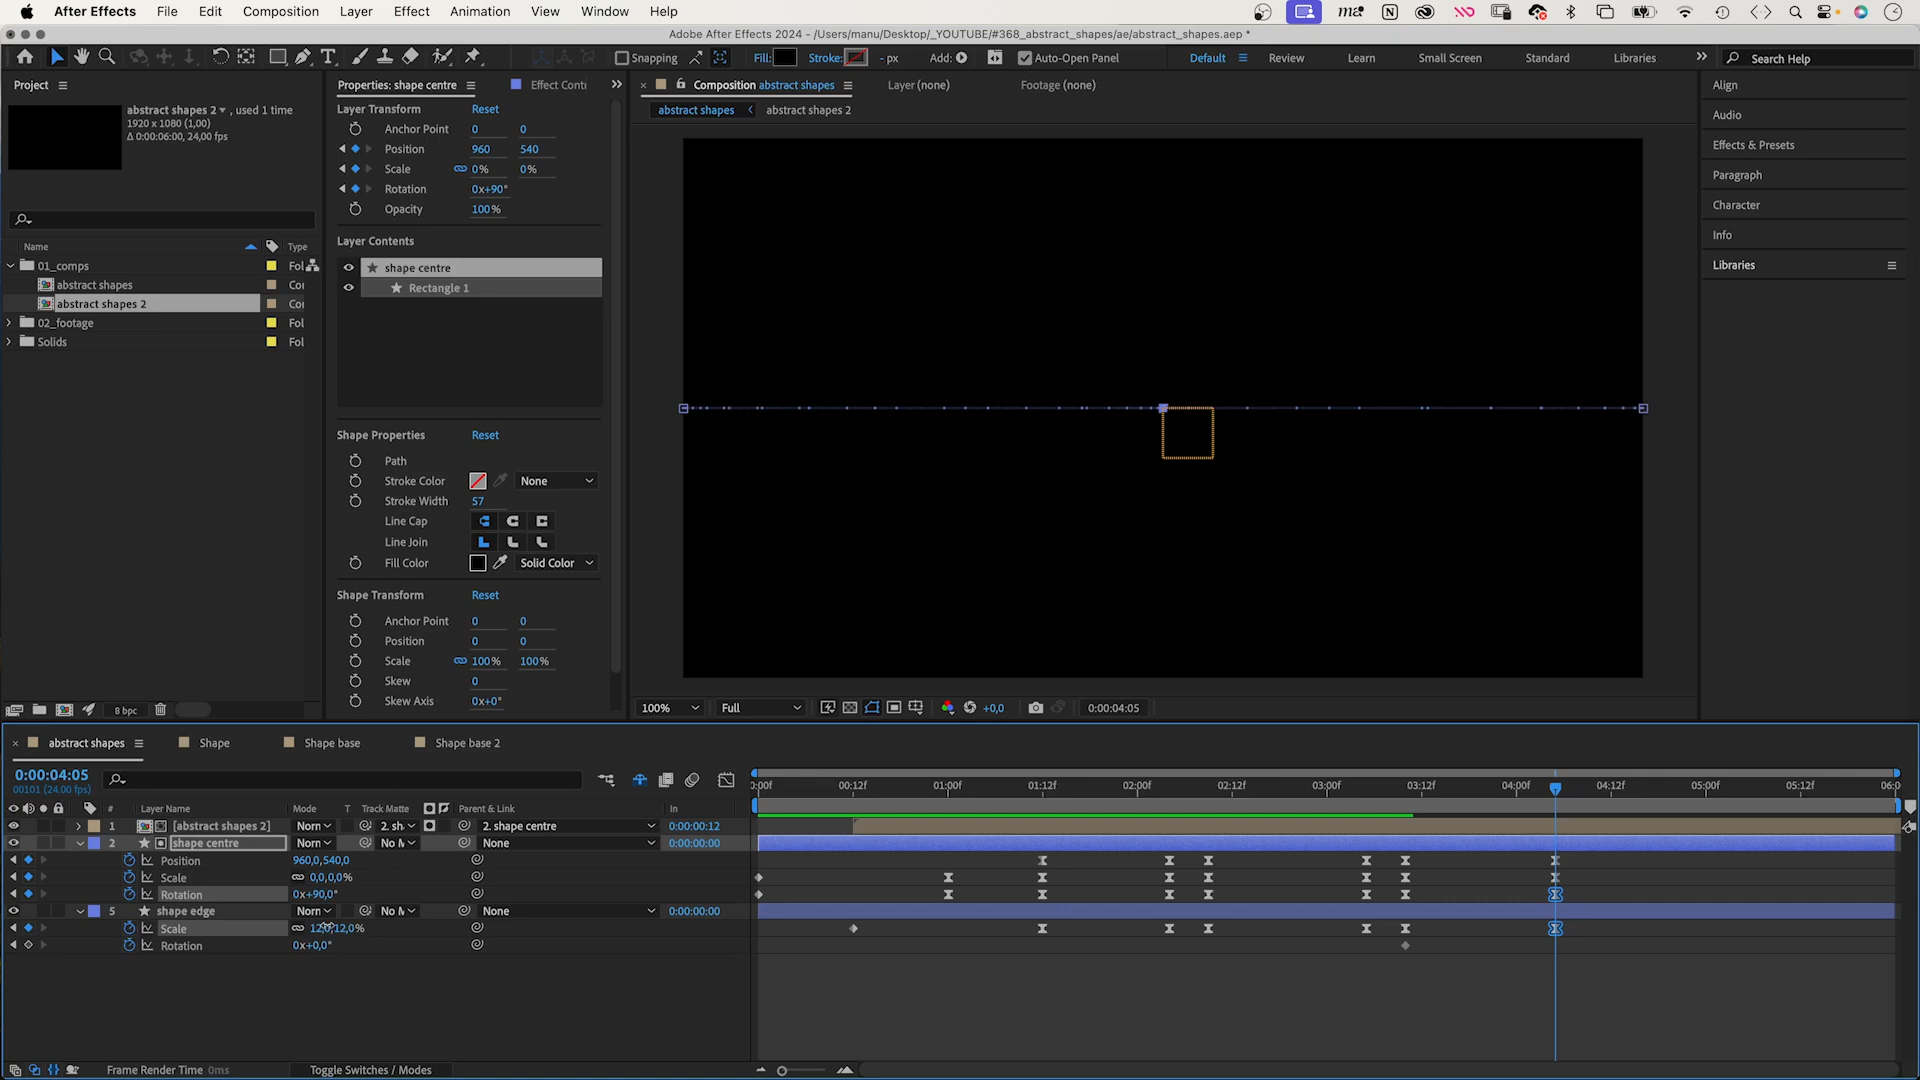 After Effects File Edit Composition Layer Effect Animation View Window Help
Adobe After Effects 2024 - /Users/manu/Desktop/_YOUTUBE/#368_abstract_shapes/ae/abstract_shapes.aep *
Snapping Fill: Stroke: - px Add: Auto-Open Panel Default Review Learn Small Screen Standard Libraries Search Help
Project
abstract shapes 2 , used 1 time
1920 x 1080 (1,00)
Δ 0:00:06:00, 24,00 fps
Name Type
01_comps Fol
abstract shapes Co
abstract shapes 2 Co
02_footage Fol
Solids Fol
8 bpc
Properties: shape centre Effect Conti
Layer Transform Reset
Anchor Point 0 0
Position 960 540
Scale 0% 0%
Rotation 0x+90°
Opacity 100%
Layer Contents
shape centre
Rectangle 1
Shape Properties Reset
Path
Stroke Color None
Stroke Width 57
Line Cap
Line Join
Fill Color Solid Color
Shape Transform Reset
Anchor Point 0 0
Position 0 0
Scale 100% 100%
Skew 0
Skew Axis 0x+0°
Composition abstract shapes Layer (none) Footage (none)
abstract shapes abstract shapes 2
100% Full +0,0 0:00:04:05
Align
Audio
Effects & Presets
Paragraph
Character
Info
Libraries
abstract shapes Shape Shape base Shape base 2
0:00:04:05
00101 (24.00 fps)
# Layer Name Mode T Track Matte Parent & Link In
:00f 00:12f 01:00f 01:12f 02:00f 02:12f 03:00f 03:12f 04:00f 04:12f 05:00f 05:12f 06:0
1 [abstract shapes 2] Norn 2. sh 2. shape centre 0:00:00:12
2 shape centre Norn No M None 0:00:00:00
Position 960,0,540,0
Scale 0,0,0,0%
Rotation 0x+90,0°
5 shape edge Norn No M None 0:00:00:00
Scale 12,0,12,0%
Rotation 0x+0,0°
Frame Render Time 0ms Toggle Switches / Modes